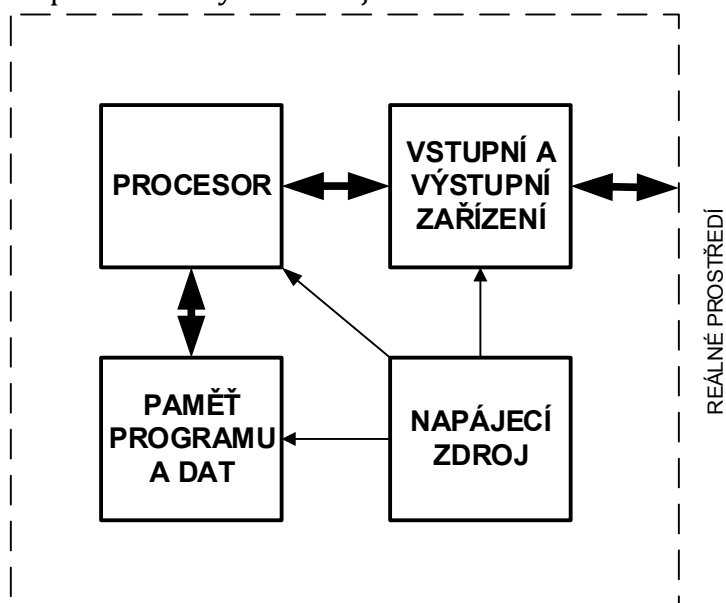 PROCESOR
VSTUPNÍ A
VÝSTUPNÍ
ZAŘÍZENÍ
REÁLNÉ PROSTŘEDÍ
PAMĚŤ
PROGRAMU
A DAT
NAPÁJECÍ
ZDROJ